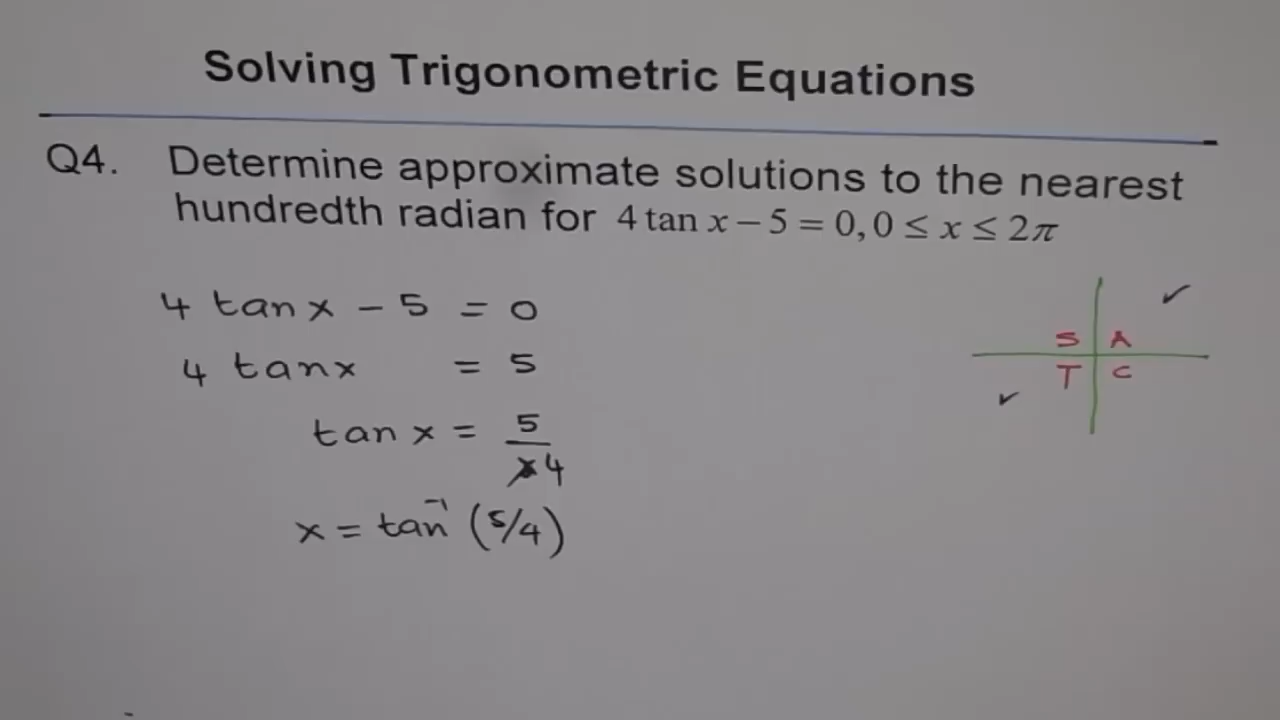 Solving Trigonometric Equations
Q4. Determine approximate solutions to the nearest
hundredth radian for 4 tan x − 5 = 0, 0 ≤ x ≤ 2π
4 tan x − 5 = 0
4 tan x = 5
tan x = 5/4
x = tan⁻¹ (5/4)
S A
T C